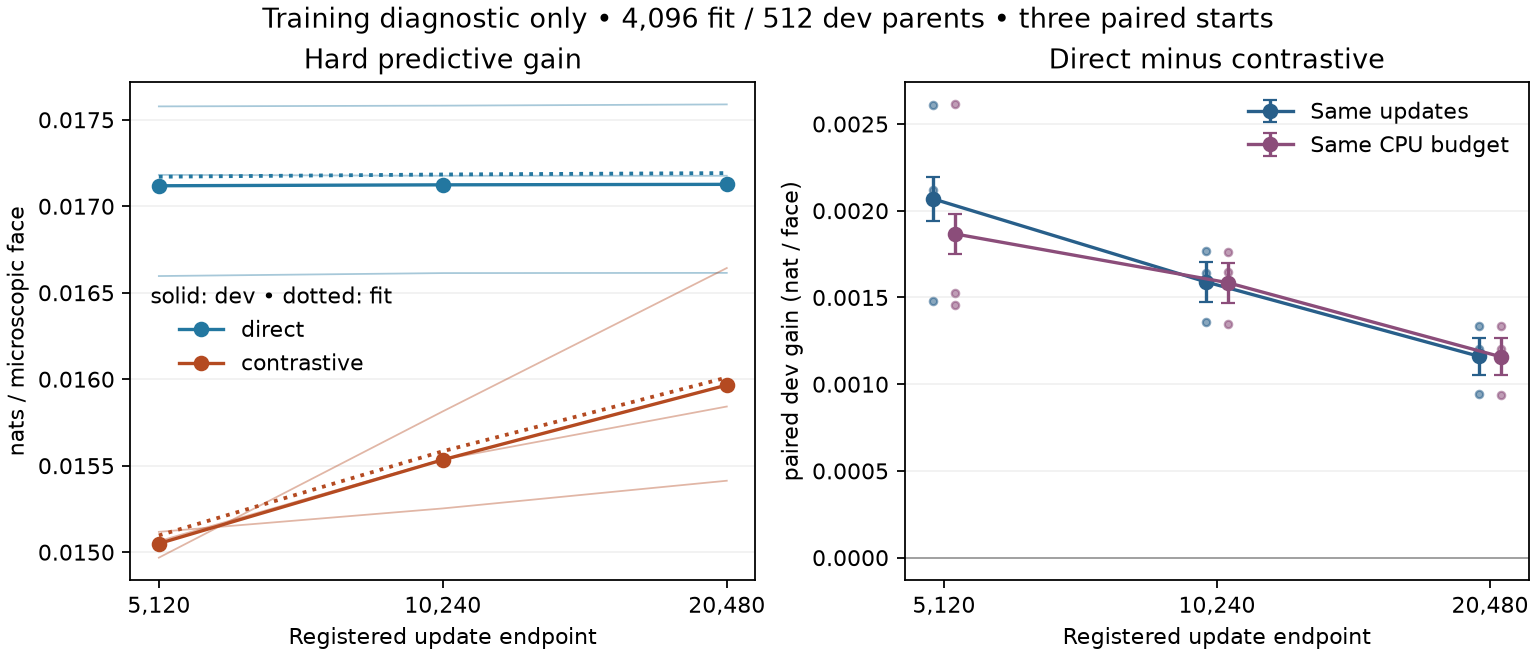 Training diagnostic only • 4,096 fit / 512 dev parents • three paired starts
Hard predictive gain
nats / microscopic face
0.0175
0.0170
0.0165
0.0160
0.0155
0.0150
solid: dev • dotted: fit
direct
contrastive
5,120
10,240
20,480
Registered update endpoint
Direct minus contrastive
paired dev gain (nat / face)
0.0025
0.0020
0.0015
0.0010
0.0005
0.0000
Same updates
Same CPU budget
5,120
10,240
20,480
Registered update endpoint